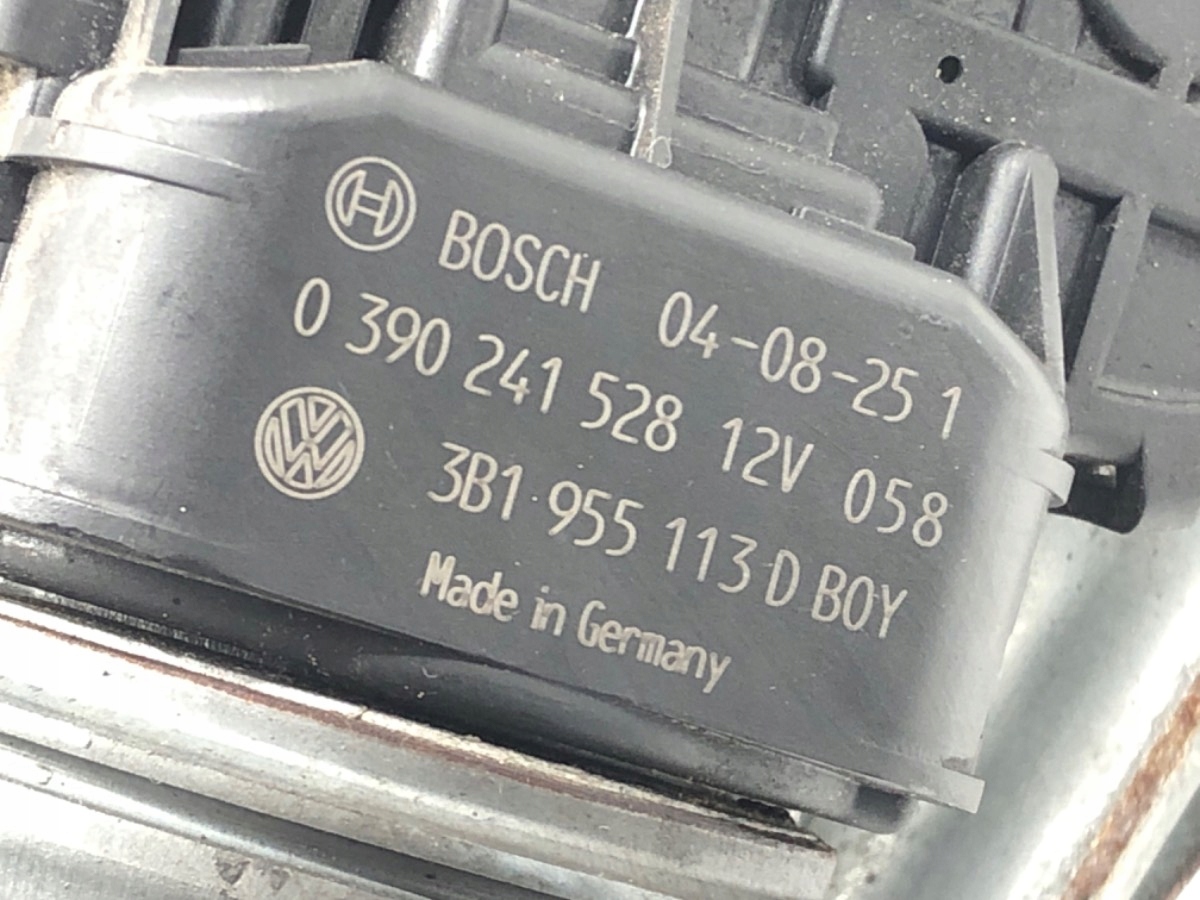 BOSCH 04-08-25 1
0 390 241 528 12V 058
3B1 955 113 D BOY
Made in Germany